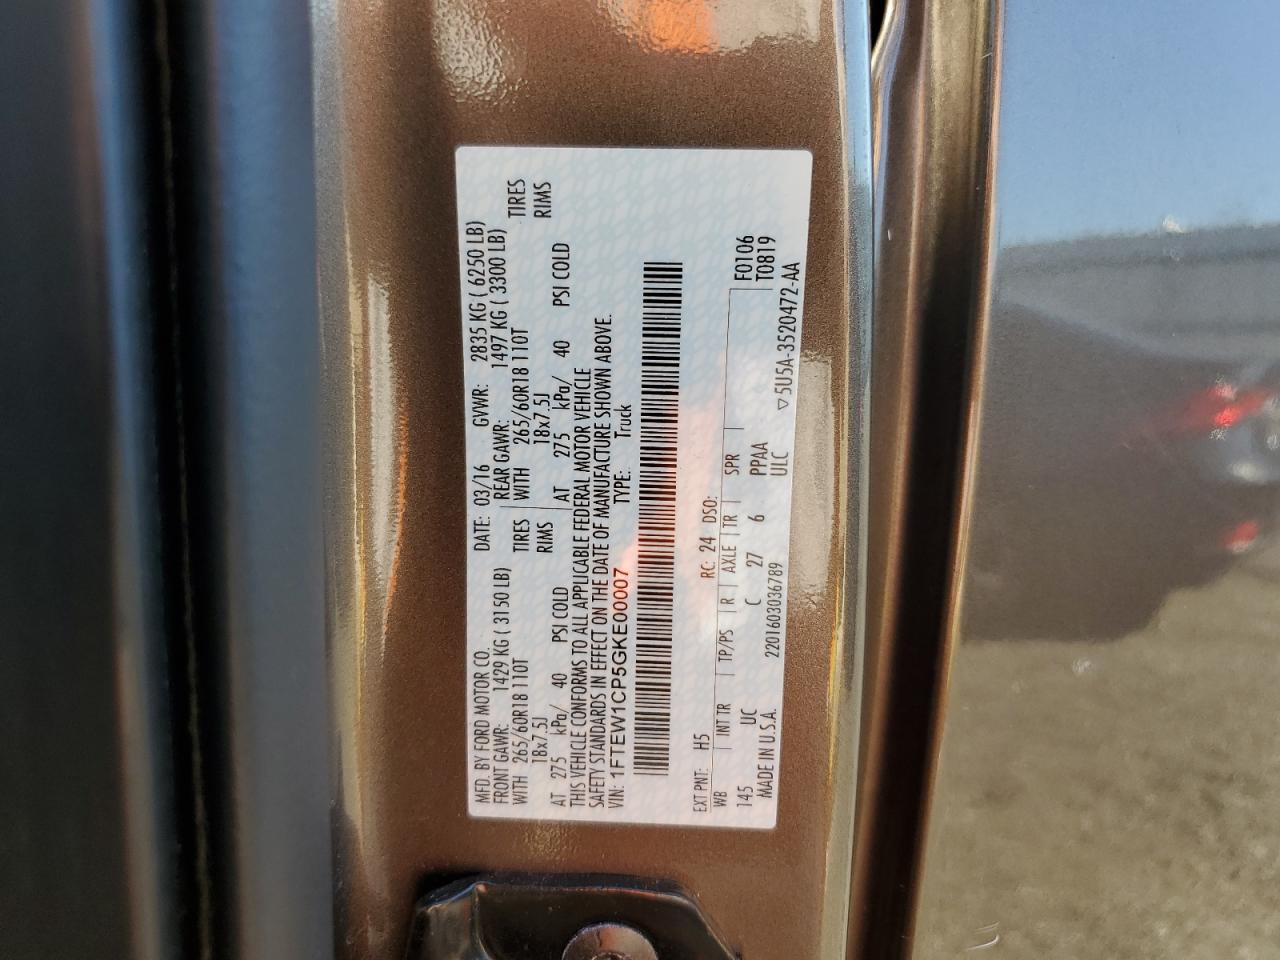 MFD. BY FORD MOTOR CO. DATE: 03/16 GVWR: 2835 KG ( 6250 LB)
FRONT GAWR: 1429 KG ( 3150 LB) REAR GAWR: 1497 KG ( 3300 LB)
WITH 265/60R18 110T TIRES WITH 265/60R18 110T TIRES
18x7.5J RIMS 18x7.5J RIMS
AT 275 kPa/ 40 PSI COLD AT 275 kPa/ 40 PSI COLD
THIS VEHICLE CONFORMS TO ALL APPLICABLE FEDERAL MOTOR VEHICLE
SAFETY STANDARDS IN EFFECT ON THE DATE OF MANUFACTURE SHOWN ABOVE.
VIN: 1FTEW1CP5GKE00007 TYPE: Truck
EXT PNT: H5 RC: 24 DSO:
WB INT TR TP/PS R AXLE TR SPR F0106
145 UC C 27 6 PPAA T0819
MADE IN U.S.A. 2201603036789 ULC ▽5U5A-3520472-AA